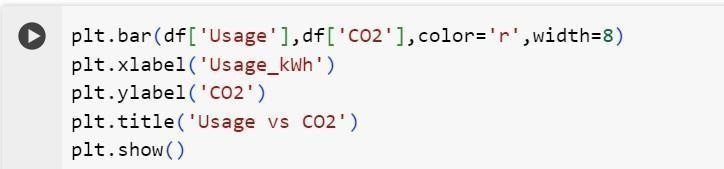 plt.bar(df['Usage'],df['CO2'],color='r',width=8)
plt.xlabel('Usage_kWh')
plt.ylabel('CO2')
plt.title('Usage vs CO2')
plt.show()